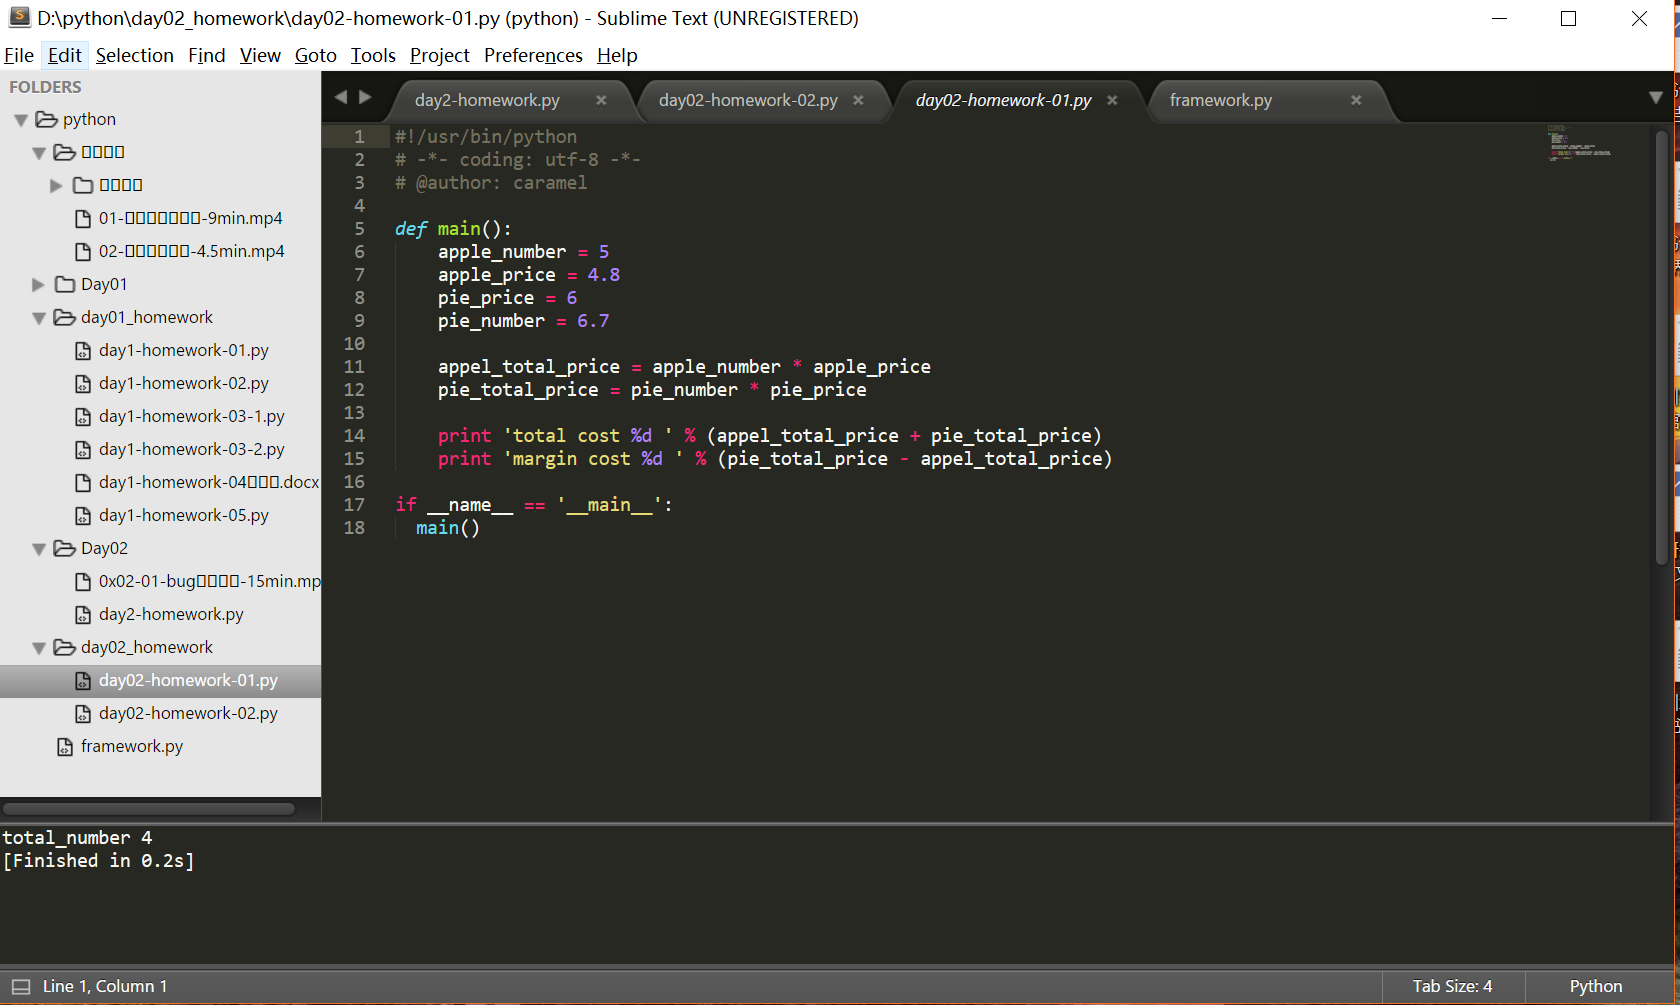 D:\python\day02_homework\day02-homework-01.py (python) - Sublime Text (UNREGISTERED)
File Edit Selection Find View Goto Tools Project Preferences Help
FOLDERS
python
01-□□□□□□□-9min.mp4
02-□□□□□□-4.5min.mp4
Day01
day01_homework
day1-homework-01.py
day1-homework-02.py
day1-homework-03-1.py
day1-homework-03-2.py
day1-homework-04□□□.docx
day1-homework-05.py
Day02
0x02-01-bug□□□□-15min.mp
day2-homework.py
day02_homework
day02-homework-01.py
day02-homework-02.py
framework.py
day2-homework.py day02-homework-02.py day02-homework-01.py framework.py
1 #!/usr/bin/python
2 # -*- coding: utf-8 -*-
3 # @author: caramel
4
5 def main():
6     apple_number = 5
7     apple_price = 4.8
8     pie_price = 6
9     pie_number = 6.7
10
11     appel_total_price = apple_number * apple_price
12     pie_total_price = pie_number * pie_price
13
14     print 'total cost %d ' % (appel_total_price + pie_total_price)
15     print 'margin cost %d ' % (pie_total_price - appel_total_price)
16
17 if __name__ == '__main__':
18   main()
total_number 4
[Finished in 0.2s]
Line 1, Column 1
Tab Size: 4
Python